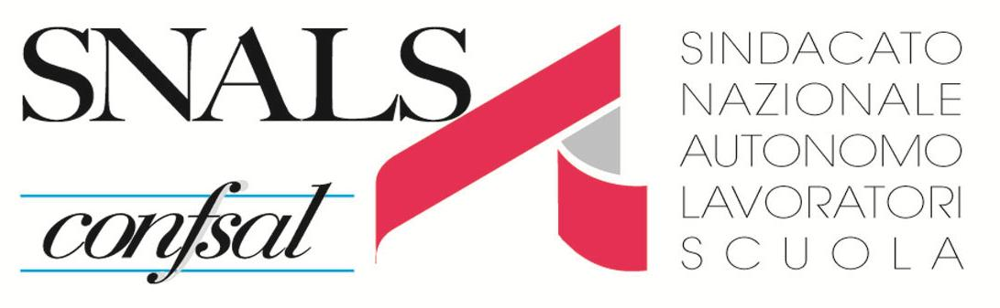 SNALS
confsal
SINDACATO
NAZIONALE
AUTONOMO
LAVORATORI
SCUOLA